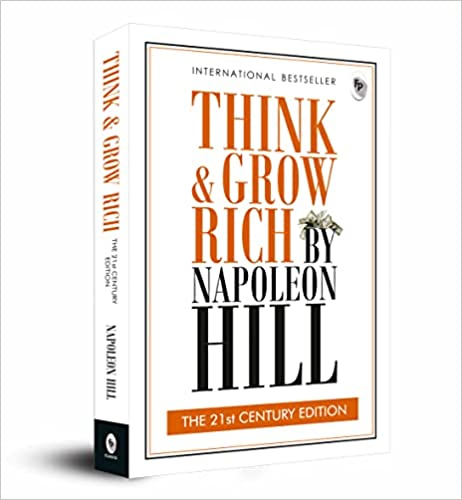 THINK & GROW RICH
THE 21st CENTURY
EDITION
NAPOLEON HILL
INTERNATIONAL BESTSELLER
FP
THINK
& GROW
RICH BY
NAPOLEON
HILL
THE 21st CENTURY EDITION